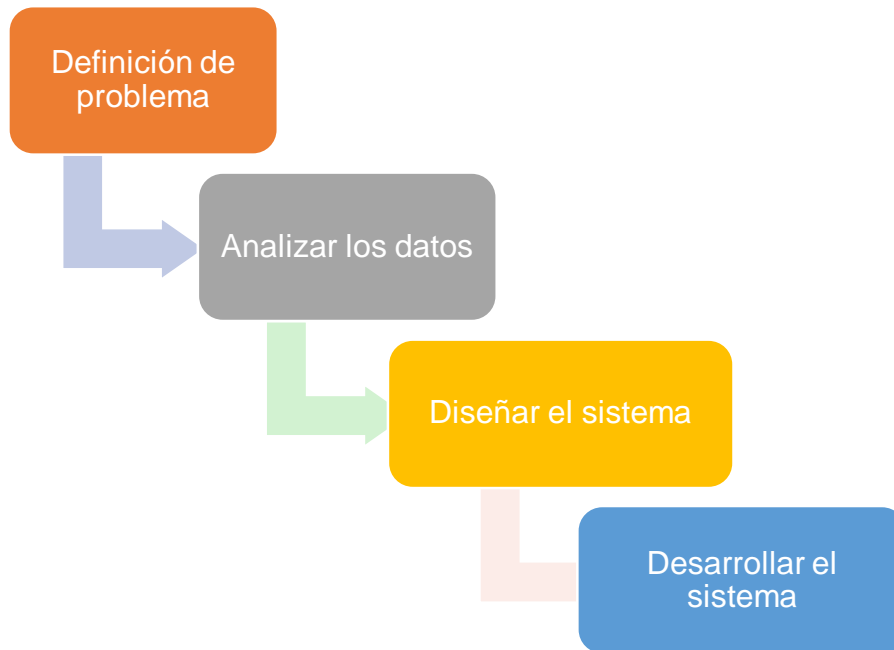 Definición de
problema
Analizar los datos
Diseñar el sistema
Desarrollar el
sistema